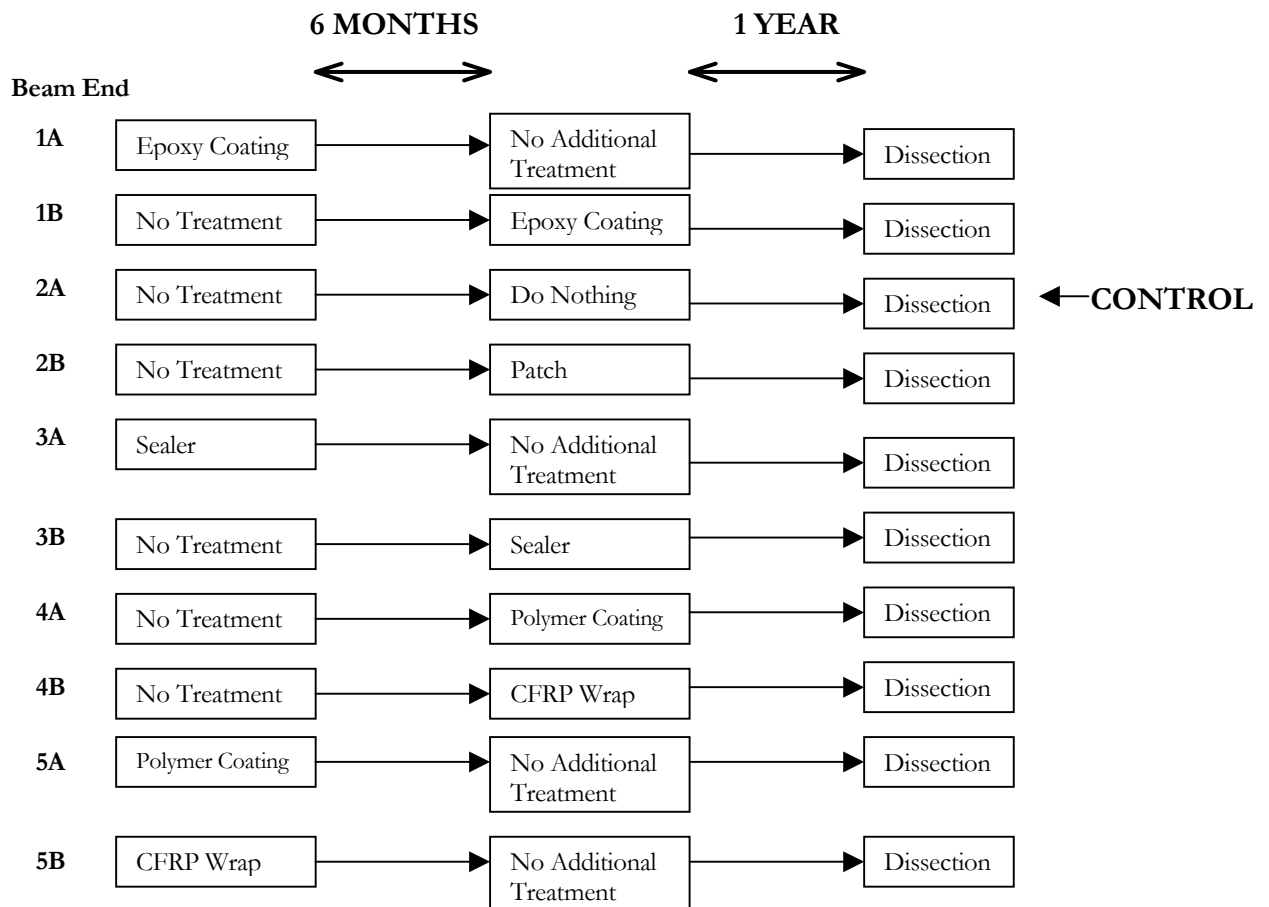 6 MONTHS 1 YEAR
Beam End
1A Epoxy Coating No Additional
Treatment Dissection
1B No Treatment Epoxy Coating Dissection
2A No Treatment Do Nothing Dissection CONTROL
2B No Treatment Patch Dissection
3A Sealer No Additional
Treatment Dissection
3B No Treatment Sealer Dissection
4A No Treatment Polymer Coating Dissection
4B No Treatment CFRP Wrap Dissection
5A Polymer Coating No Additional
Treatment Dissection
5B CFRP Wrap No Additional
Treatment Dissection